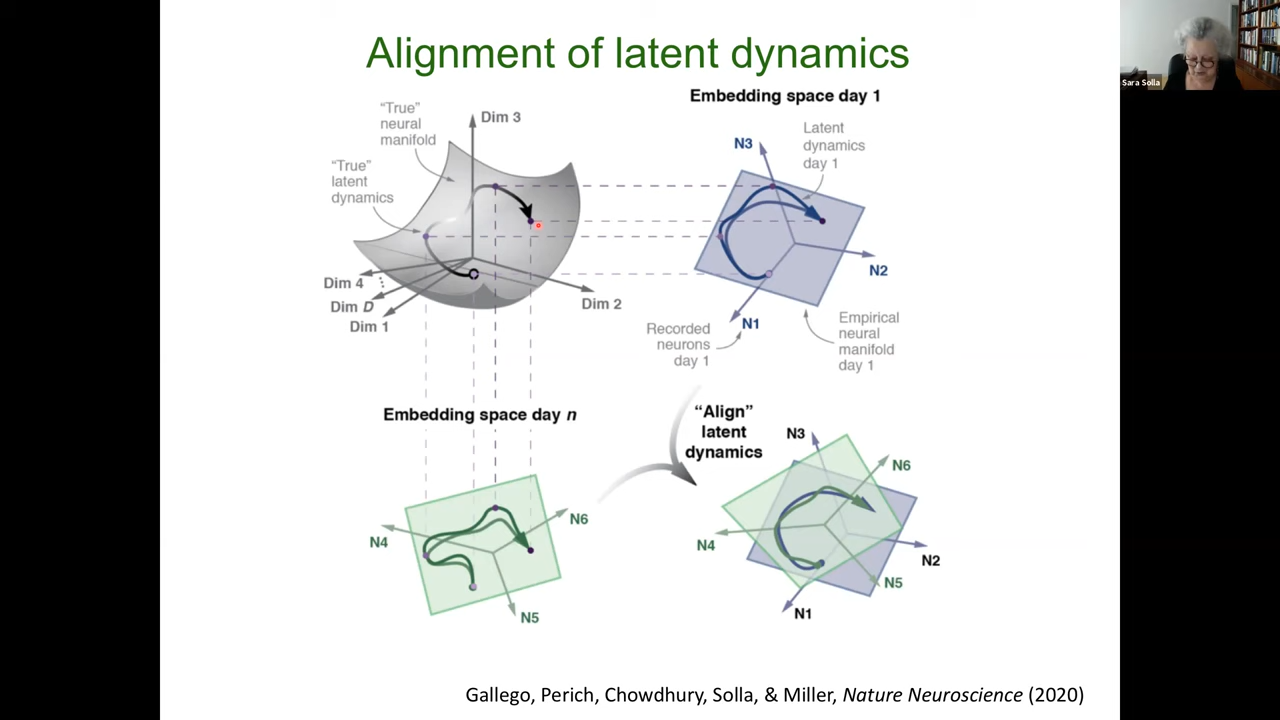 Alignment of latent dynamics
Sara Solla
"True"
neural
manifold
"True"
latent
dynamics
Dim 3
Dim 4
Dim D
Dim 1
Dim 2
Embedding space day 1
N3
Latent
dynamics
day 1
N2
N1
Recorded
neurons
day 1
Empirical
neural
manifold
day 1
Embedding space day n
N4
N6
N5
“Align”
latent
dynamics
N3
N6
N4
N2
N5
N1
Gallego, Perich, Chowdhury, Solla, & Miller, Nature Neuroscience (2020)